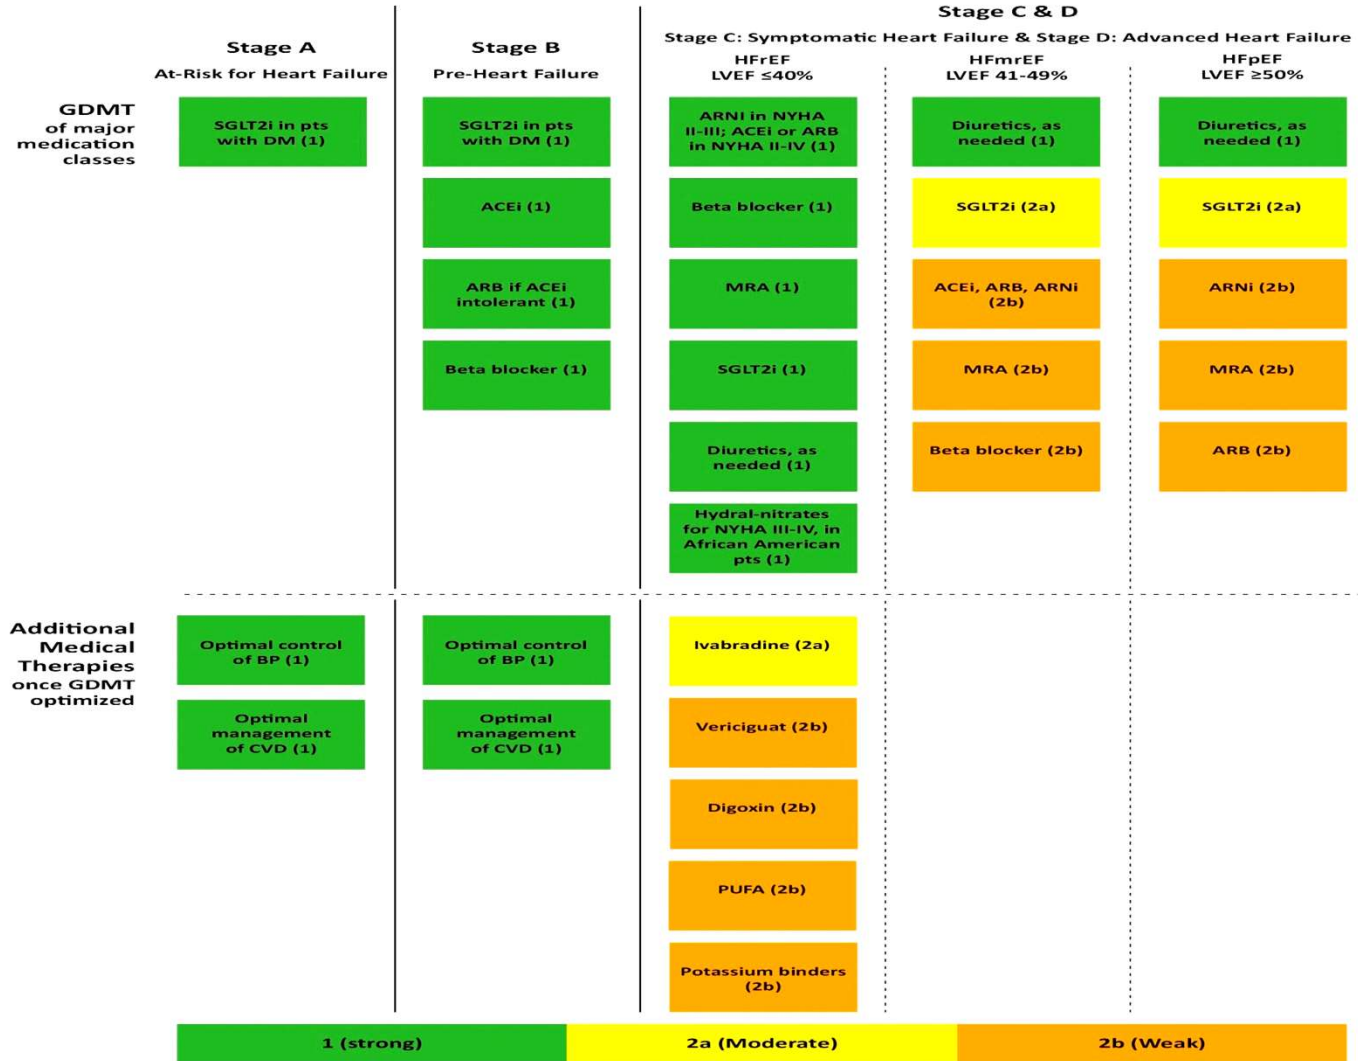 Stage C & D
Stage A
Stage B
Stage C: Symptomatic Heart Failure & Stage D: Advanced Heart Failure
At-Risk for Heart Failure
Pre-Heart Failure
HFrEF
LVEF ≤40%
HFmrEF
LVEF 41-49%
HFpEF
LVEF ≥50%
GDMT
of major
medication
classes
SGLT2i in pts
with DM (1)
SGLT2i in pts
with DM (1)
ACEi (1)
ARB if ACEi
intolerant (1)
Beta blocker (1)
ARNI in NYHA
II-III; ACEi or ARB
in NYHA II-IV (1)
Beta blocker (1)
MRA (1)
SGLT2i (1)
Diuretics, as
needed (1)
Hydral-nitrates
for NYHA III-IV, in
African American
pts (1)
Diuretics, as
needed (1)
SGLT2i (2a)
ACEi, ARB, ARNi
(2b)
MRA (2b)
Beta blocker (2b)
Diuretics, as
needed (1)
SGLT2i (2a)
ARNi (2b)
MRA (2b)
ARB (2b)
Additional
Medical
Therapies
once GDMT
optimized
Optimal control
of BP (1)
Optimal
management
of CVD (1)
Optimal control
of BP (1)
Optimal
management
of CVD (1)
Ivabradine (2a)
Vericiguat (2b)
Digoxin (2b)
PUFA (2b)
Potassium binders
(2b)
1 (strong)
2a (Moderate)
2b (Weak)